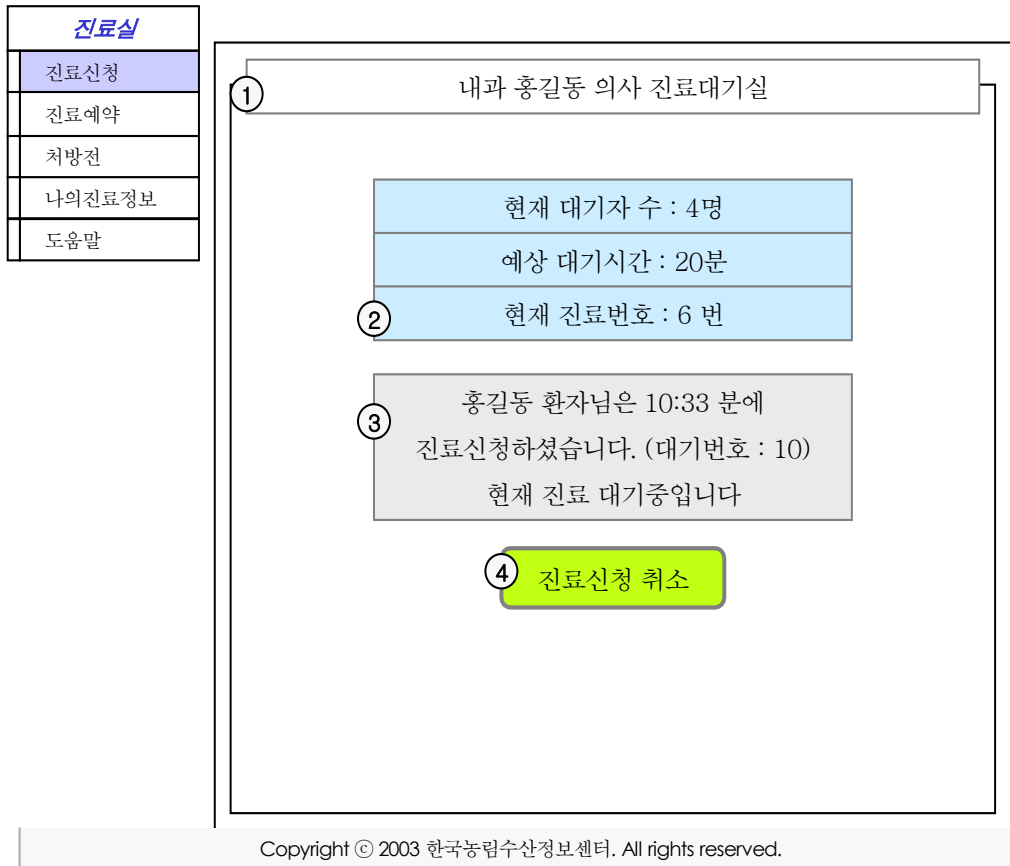 진료실
진료신청
진료예약
처방전
나의진료정보
도움말
① 내과 홍길동 의사 진료대기실
현재 대기자 수 : 4명
예상 대기시간 : 20분
② 현재 진료번호 : 6 번
③ 홍길동 환자님은 10:33 분에
진료신청하셨습니다. (대기번호 : 10)
현재 진료 대기중입니다
④ 진료신청 취소
Copyright ⓒ 2003 한국농림수산정보센터. All rights reserved.